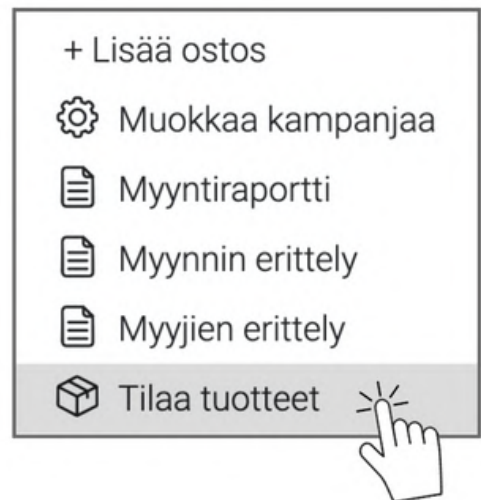 + Lisää ostos
Muokkaa kampanjaa
Myyntiraportti
Myynnin erittely
Myyjien erittely
Tilaa tuotteet